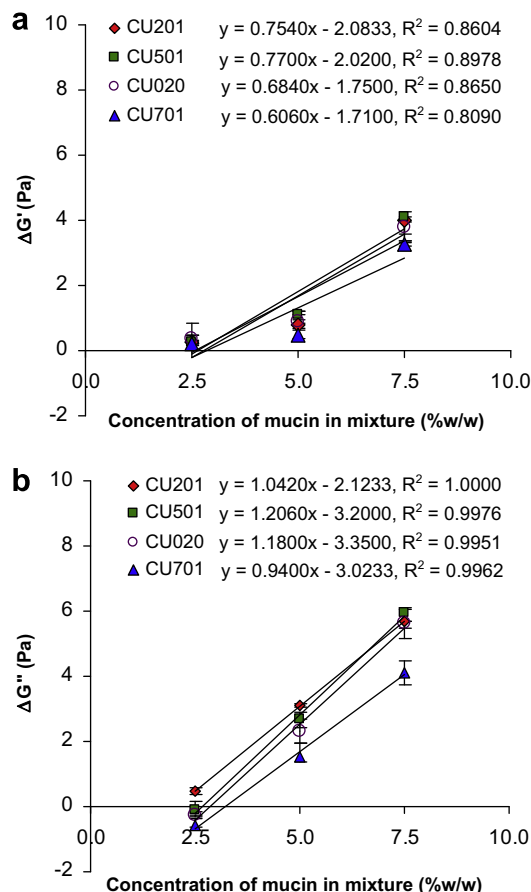 a
10
CU201 y = 0.7540x - 2.0833, R² = 0.8604
CU501 y = 0.7700x - 2.0200, R² = 0.8978
8
CU020 y = 0.6840x - 1.7500, R² = 0.8650
CU701 y = 0.6060x - 1.7100, R² = 0.8090
6
ΔG'(Pa)
4
2
0
0.0 2.5 5.0 7.5 10.0
-2
Concentration of mucin in mixture (%w/w)
b
10
CU201 y = 1.0420x - 2.1233, R² = 1.0000
CU501 y = 1.2060x - 3.2000, R² = 0.9976
8
CU020 y = 1.1800x - 3.3500, R² = 0.9951
CU701 y = 0.9400x - 3.0233, R² = 0.9962
6
ΔG" (Pa)
4
2
0
0.0 2.5 5.0 7.5 10.0
-2
Concentration of mucin in mixture (%w/w)